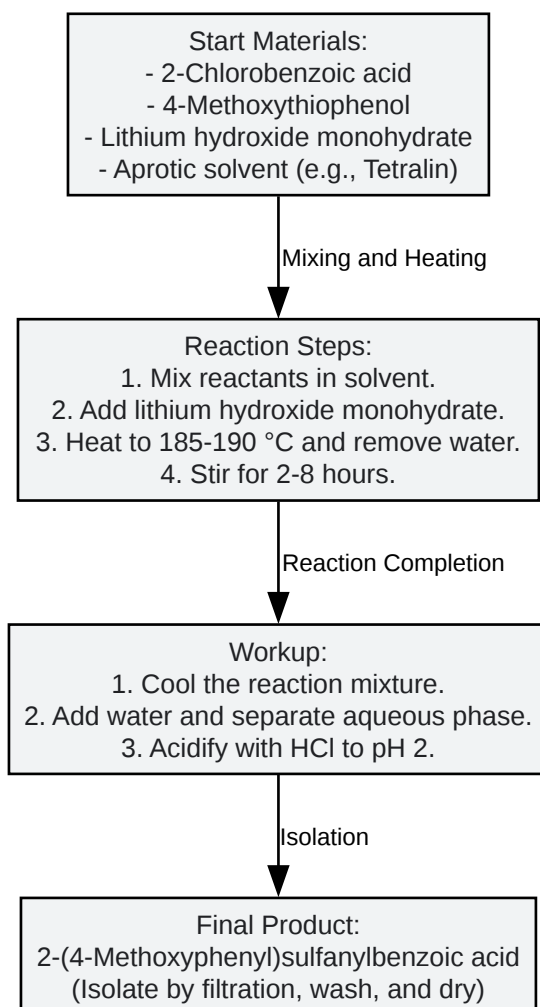 Start Materials:
- 2-Chlorobenzoic acid
- 4-Methoxythiophenol
- Lithium hydroxide monohydrate
- Aprotic solvent (e.g., Tetralin)
Mixing and Heating
Reaction Steps:
1. Mix reactants in solvent.
2. Add lithium hydroxide monohydrate.
3. Heat to 185-190 °C and remove water.
4. Stir for 2-8 hours.
Reaction Completion
Workup:
1. Cool the reaction mixture.
2. Add water and separate aqueous phase.
3. Acidify with HCl to pH 2.
Isolation
Final Product:
2-(4-Methoxyphenyl)sulfanylbenzoic acid
(Isolate by filtration, wash, and dry)